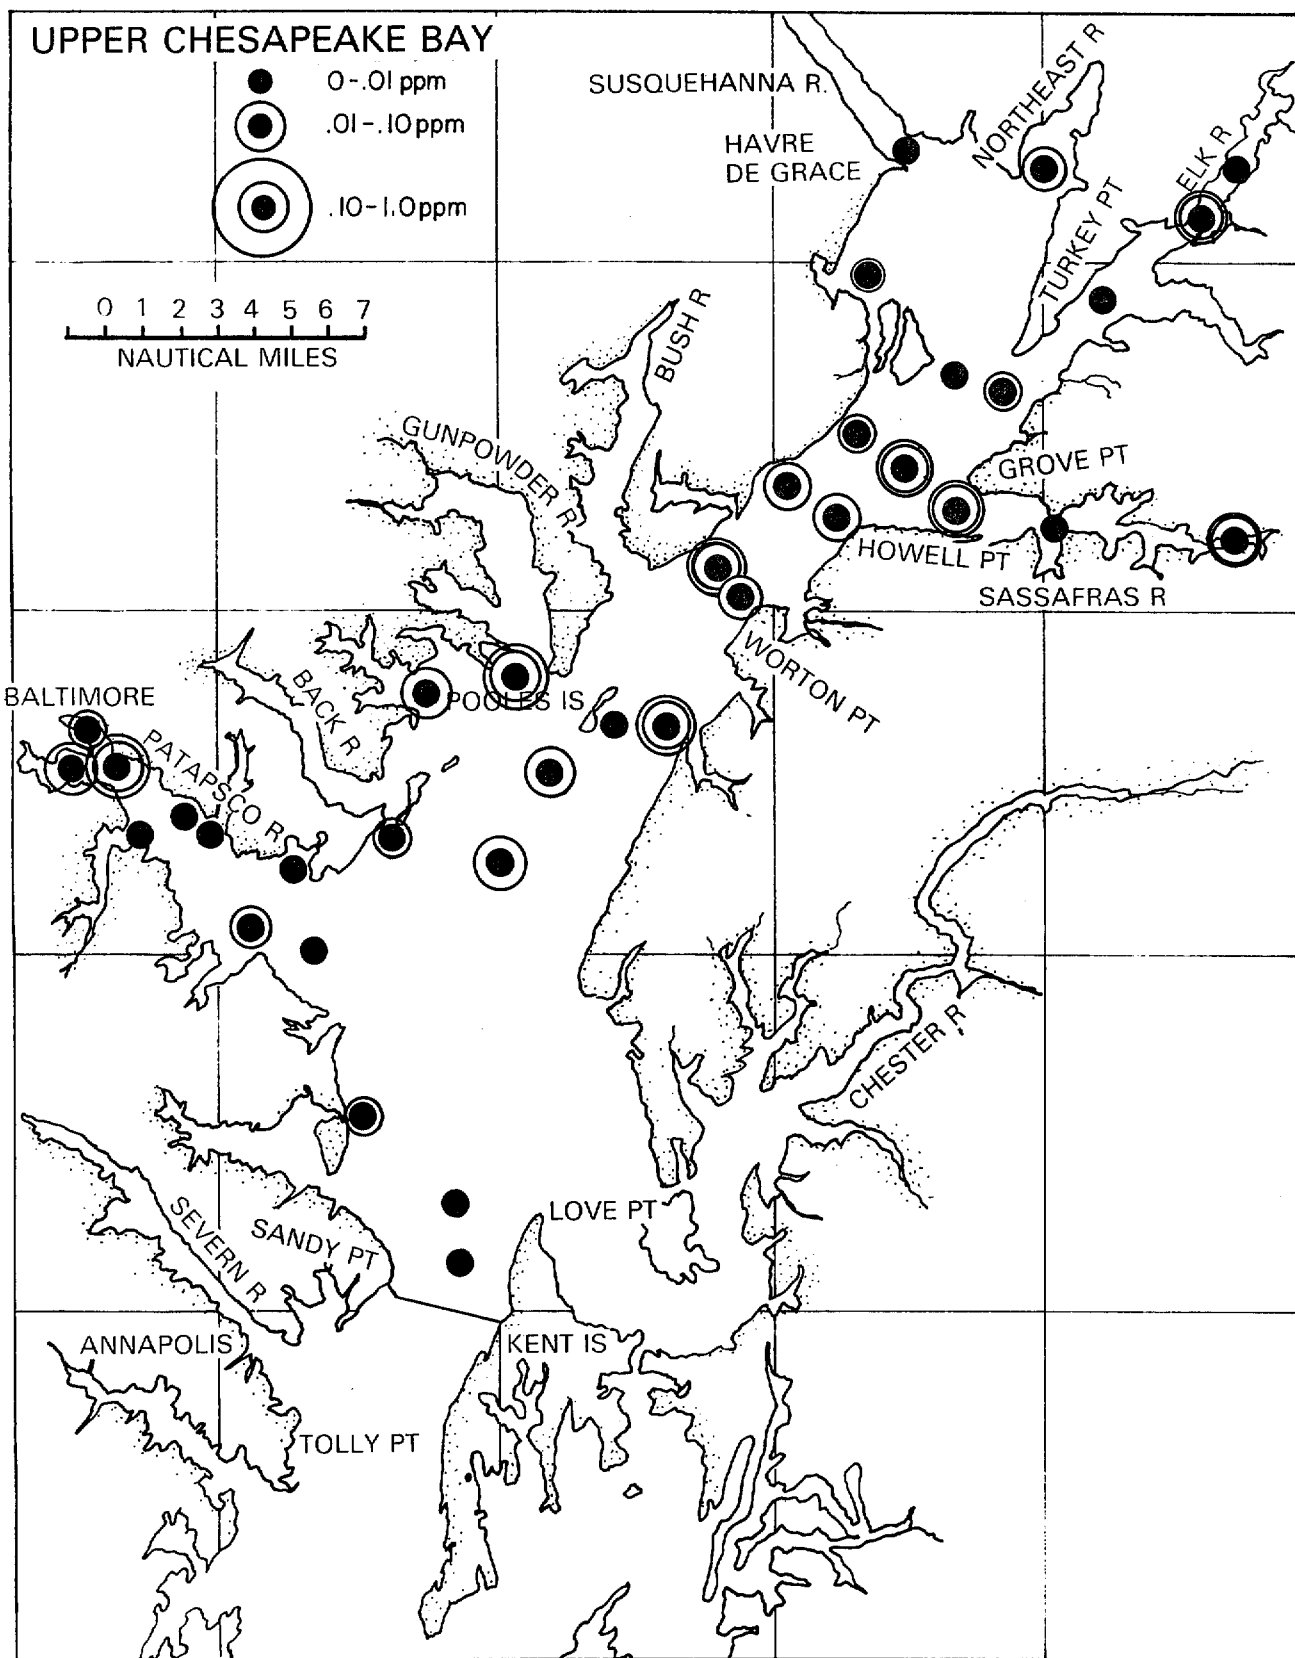 UPPER CHESAPEAKE BAY
0-.01 ppm
.01-.10 ppm
.10-1.0 ppm
0 1 2 3 4 5 6 7
NAUTICAL MILES
SUSQUEHANNA R.
HAVRE
DE GRACE
NORTHEAST R
ELK R
TURKEY PT
BUSH R
GUNPOWDER R
GROVE PT
HOWELL PT
SASSAFRAS R
WORTON PT
BACK R
POOLES IS
BALTIMORE
PATAPSCO R
CHESTER R
LOVE PT
SANDY PT
SEVERN R
ANNAPOLIS
KENT IS
TOLLY PT